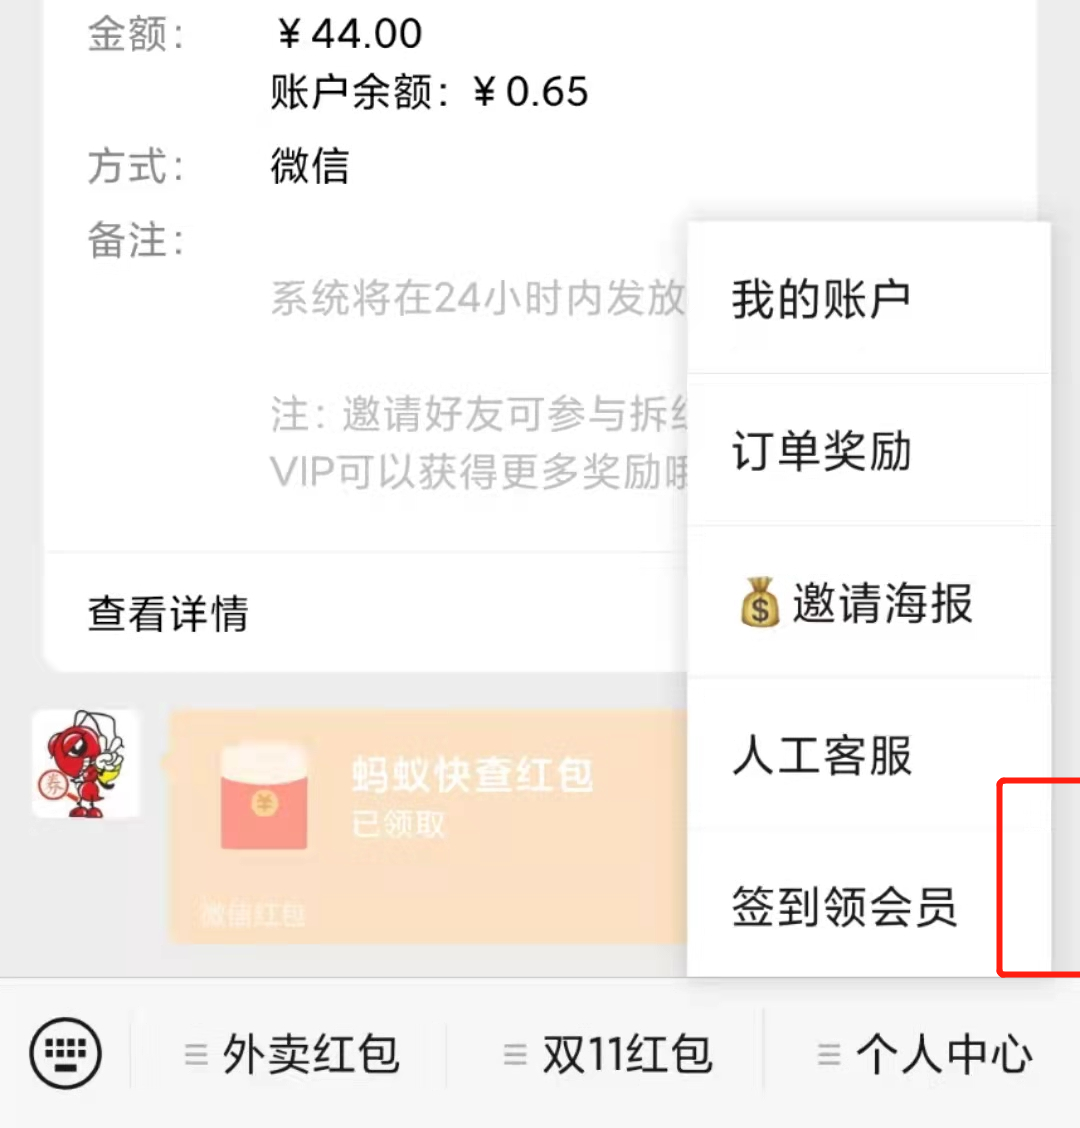 金额： ￥44.00
账户余额：￥0.65
方式： 微信
备注：
系统将在24小时内发放
注：邀请好友可参与拆
VIP可以获得更多奖励
查看详情
券
蚂蚁快查红包
已领取
微信红包
我的账户
订单奖励
邀请海报
人工客服
签到领会员
外卖红包
双11红包
个人中心